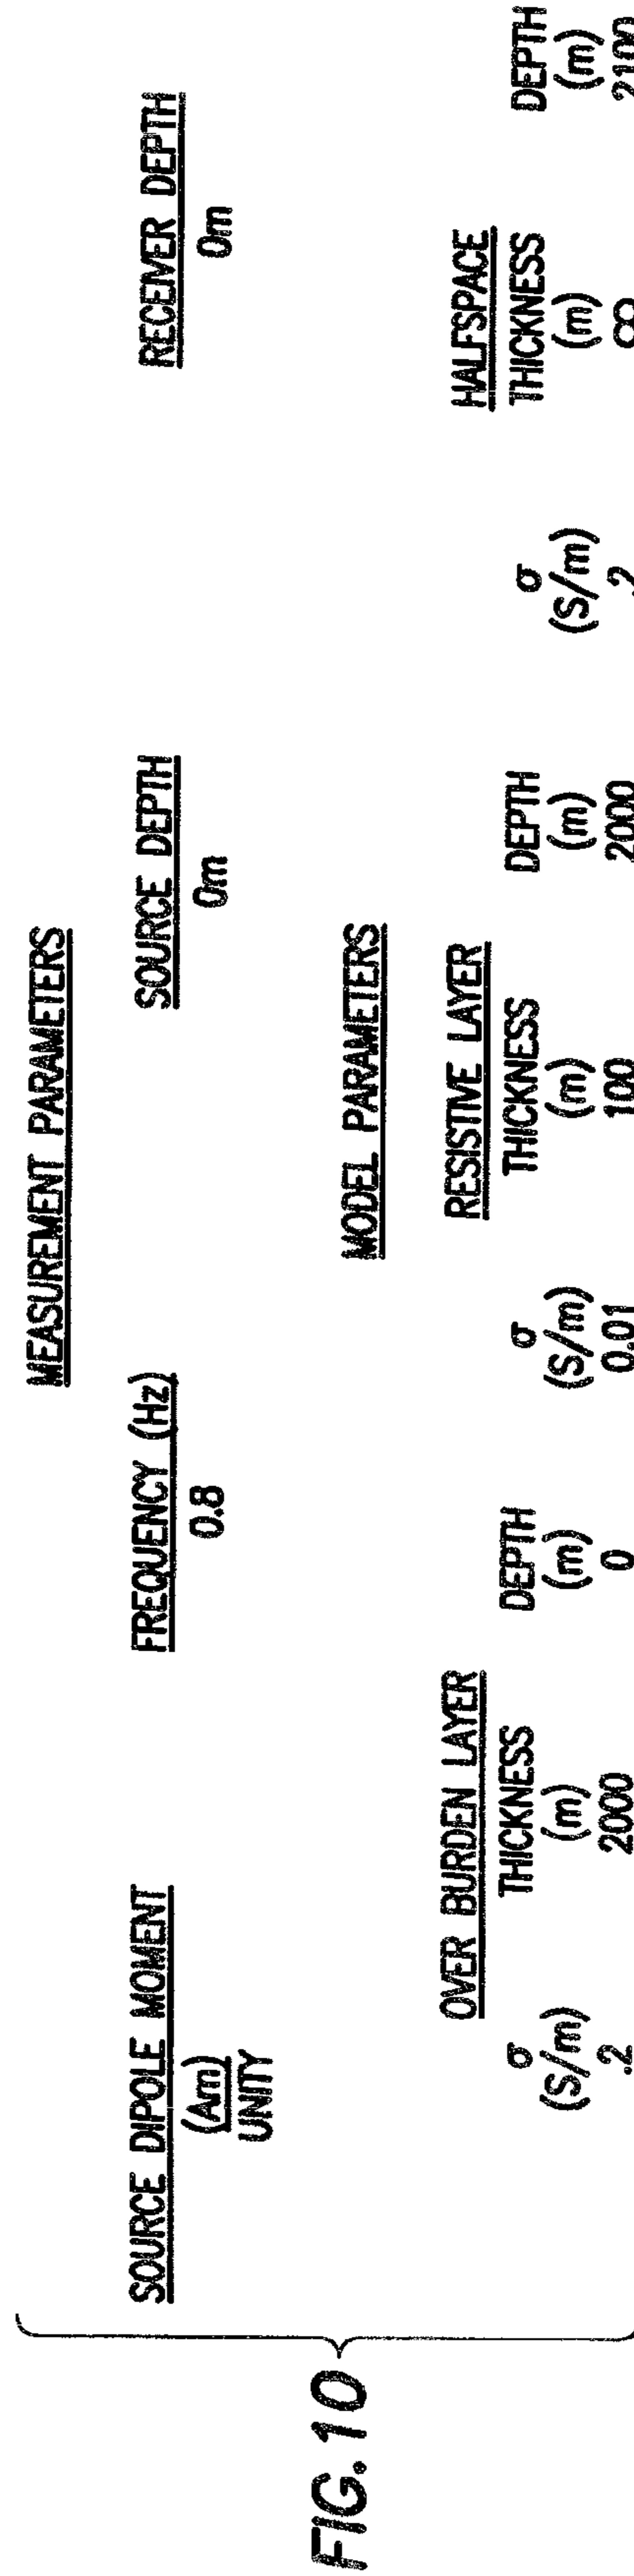 MEASUREMENT PARAMETERS
SOURCE DIPOLE MOMENT FREQUENCY (Hz) SOURCE DEPTH RECEIVER DEPTH
(Am) 0.8 0m 0m
UNITY
MODEL PARAMETERS
OVER BURDEN LAYER RESISTIVE LAYER HALFSPACE
σ THICKNESS DEPTH σ THICKNESS DEPTH σ THICKNESS DEPTH
(S/m) (m) (m) (S/m) (m) (m) (S/m) (m) (m)
.2 2000 0 0.01 100 2000 .2 ∞ 2100
FIG. 10